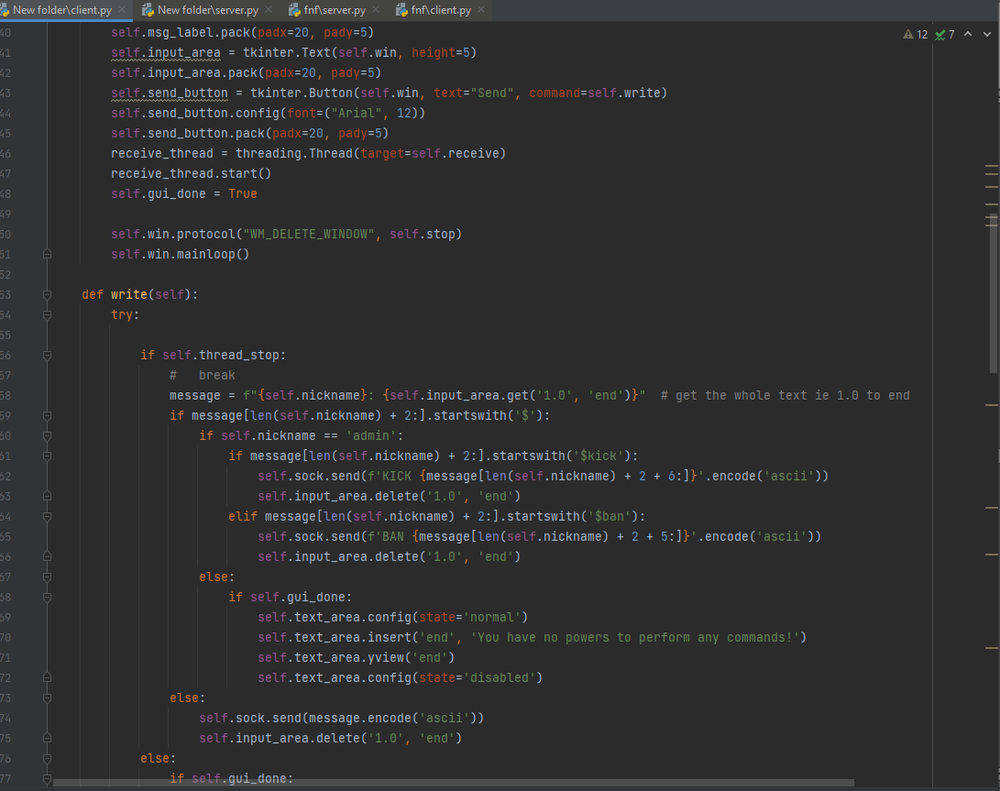 New folder\client.py New folder\server.py fnf\server.py fnf\client.py
12 7
40 self.msg_label.pack(padx=20, pady=5)
41 self.input_area = tkinter.Text(self.win, height=5)
42 self.input_area.pack(padx=20, pady=5)
43 self.send_button = tkinter.Button(self.win, text="Send", command=self.write)
44 self.send_button.config(font=("Arial", 12))
45 self.send_button.pack(padx=20, pady=5)
46 receive_thread = threading.Thread(target=self.receive)
47 receive_thread.start()
48 self.gui_done = True
49
50 self.win.protocol("WM_DELETE_WINDOW", self.stop)
51 self.win.mainloop()
52
53 def write(self):
54 try:
55
56 if self.thread_stop:
57 #   break
58 message = f"{self.nickname}: {self.input_area.get('1.0', 'end')}"  # get the whole text ie 1.0 to end
59 if message[len(self.nickname) + 2:].startswith('$'):
60 if self.nickname == 'admin':
61 if message[len(self.nickname) + 2:].startswith('$kick'):
62 self.sock.send(f'KICK {message[len(self.nickname) + 2 + 6:]}'.encode('ascii'))
63 self.input_area.delete('1.0', 'end')
64 elif message[len(self.nickname) + 2:].startswith('$ban'):
65 self.sock.send(f'BAN {message[len(self.nickname) + 2 + 5:]}'.encode('ascii'))
66 self.input_area.delete('1.0', 'end')
67 else:
68 if self.gui_done:
69 self.text_area.config(state='normal')
70 self.text_area.insert('end', 'You have no powers to perform any commands!')
71 self.text_area.yview('end')
72 self.text_area.config(state='disabled')
73 else:
74 self.sock.send(message.encode('ascii'))
75 self.input_area.delete('1.0', 'end')
76 else:
77 if self.gui_done: